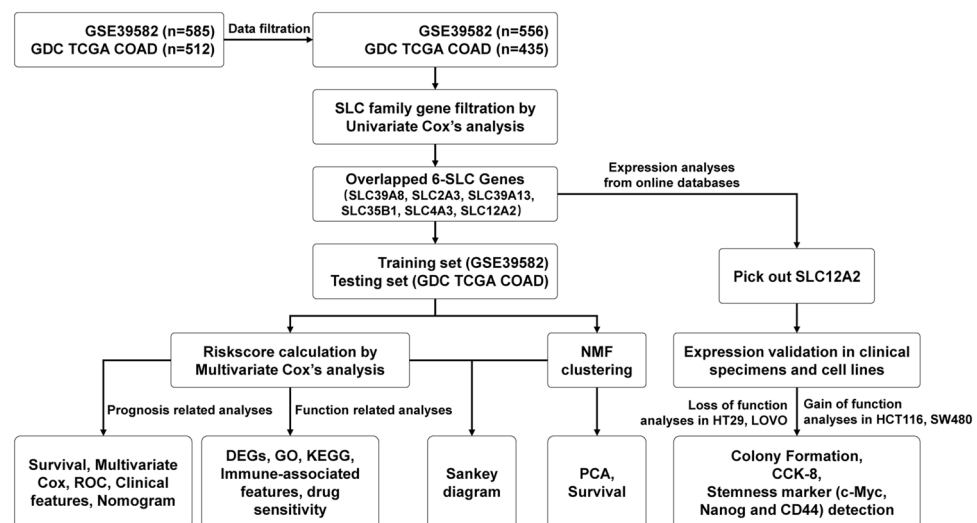 GSE39582 (n=585)
GDC TCGA COAD (n=512)
Data filtration
GSE39582 (n=556)
GDC TCGA COAD (n=435)
SLC family gene filtration by
Univariate Cox's analysis
Overlapped 6-SLC Genes
(SLC39A8, SLC2A3, SLC39A13,
SLC35B1, SLC4A3, SLC12A2)
Expression analyses
from online databases
Training set (GSE39582)
Testing set (GDC TCGA COAD)
Pick out SLC12A2
Riskscore calculation by
Multivariate Cox's analysis
NMF
clustering
Expression validation in clinical
specimens and cell lines
Prognosis related analyses
Function related analyses
Loss of function
analyses in HT29, LOVO
Gain of function
analyses in HCT116, SW480
Survival, Multivariate
Cox, ROC, Clinical
features, Nomogram
DEGs, GO, KEGG,
Immune-associated
features, drug
sensitivity
Sankey
diagram
PCA,
Survival
Colony Formation,
CCK-8,
Stemness marker (c-Myc,
Nanog and CD44) detection